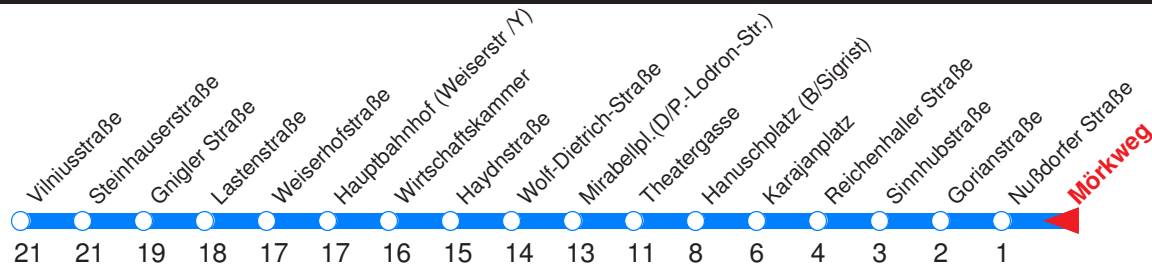 Viliniusstraße
Steinhauserstraße
Gnigler Straße
Lastenstraße
Weiserhofstraße
Hauptbahnhof (Weiserstr /Y)
Wirtschaftskammer
Haydnstraße
Wolf-Dietrich-Straße
Mirabellpl.(D/P.-Lodron-Str.)
Theatergasse
Hanuschplatz (B/Sigrist)
Karajanplatz
Reichenhaller Straße
Sinnhubstraße
Gorianstraße
Nußdorfer Straße
Mörkweg
21 21 19 18 17 17 16 15 14 13 11 8 6 4 3 2 1